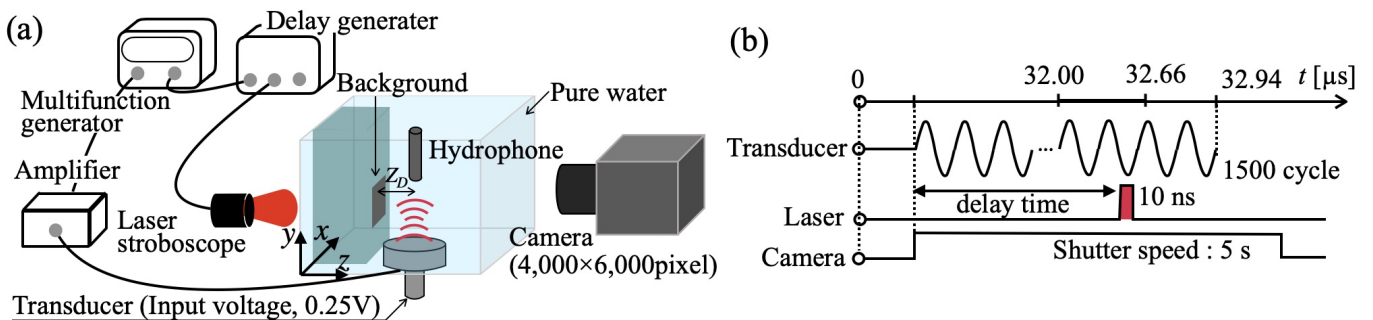 (a)
Delay generater
Multifunction
generator
Background
Pure water
Amplifier
Hydrophone
Z_D
Laser
stroboscope
y
x
z
Camera
(4,000×6,000pixel)
Transducer (Input voltage, 0.25V)
(b)
0
32.00
32.66
32.94
t [μs]
Transducer
...
1500 cycle
delay time
10 ns
Laser
Camera
Shutter speed : 5 s